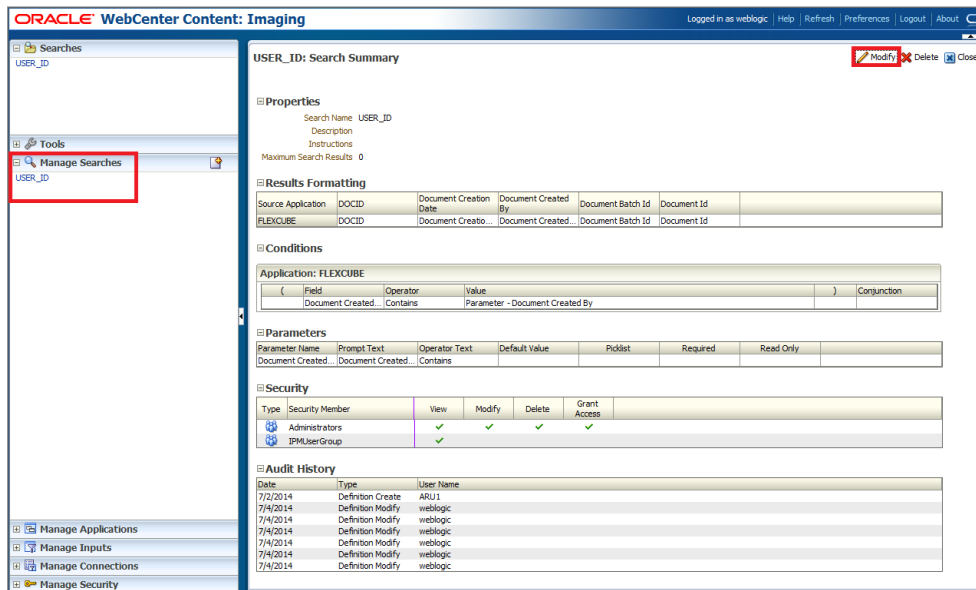 ORACLE WebCenter Content: Imaging
Logged in as weblogic | Help | Refresh | Preferences | Logout | About
Searches
USER_ID
Tools
Manage Searches
USER_ID
Manage Applications
Manage Inputs
Manage Connections
Manage Security
USER_ID: Search Summary
Modify Delete Close
Properties
Search Name USER_ID
Description
Instructions
Maximum Search Results 0
Results Formatting
Source Application DOCID Document Creation Date Document Created By Document Batch Id Document Id
FLEXCUBE DOCID Document Creatio... Document Created... Document Batch Id Document Id
Conditions
Application: FLEXCUBE
( Field Operator Value ) Conjunction
Document Created... Contains Parameter - Document Created By
Parameters
Parameter Name Prompt Text Operator Text Default Value Picklist Required Read Only
Document Created... Document Created... Contains
Security
Type Security Member View Modify Delete Grant Access
Administrators
IPMUserGroup
Audit History
Date Type User Name
7/2/2014 Definition Create ARU1
7/4/2014 Definition Modify weblogic
7/4/2014 Definition Modify weblogic
7/4/2014 Definition Modify weblogic
7/4/2014 Definition Modify weblogic
7/4/2014 Definition Modify weblogic
7/4/2014 Definition Modify weblogic